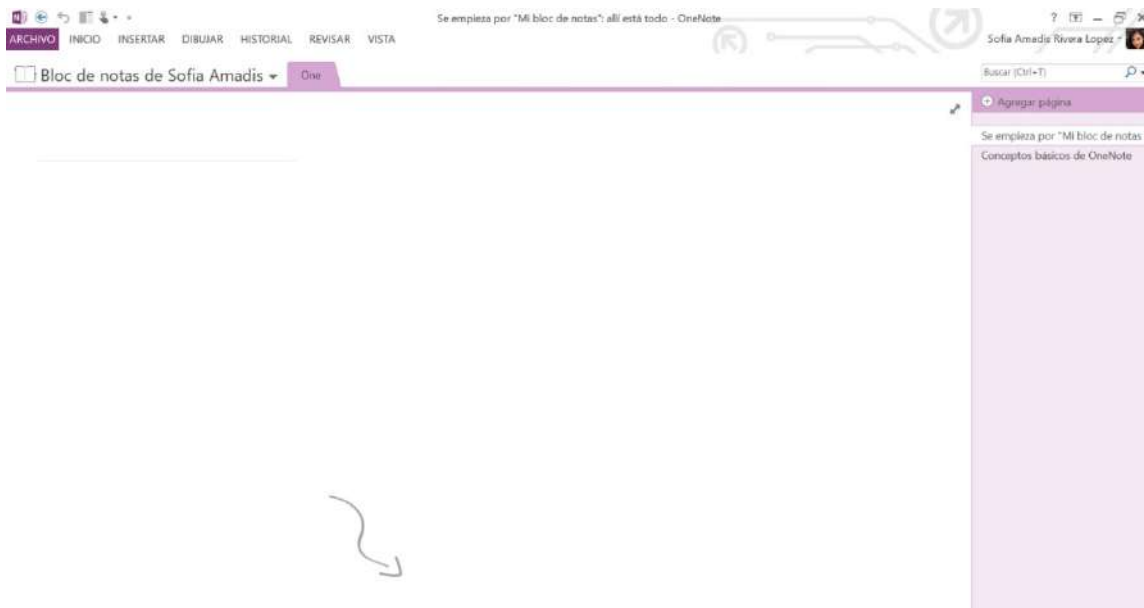 Se empieza por "Mi bloc de notas": allí está todo - OneNote
ARCHIVO INICIO INSERTAR DIBUJAR HISTORIAL REVISAR VISTA
Sofia Amadis Rivera Lopez
Bloc de notas de Sofia Amadis
One
Buscar (Ctrl+T)
Agregar página
Se empieza por "Mi bloc de notas
Conceptos básicos de OneNote